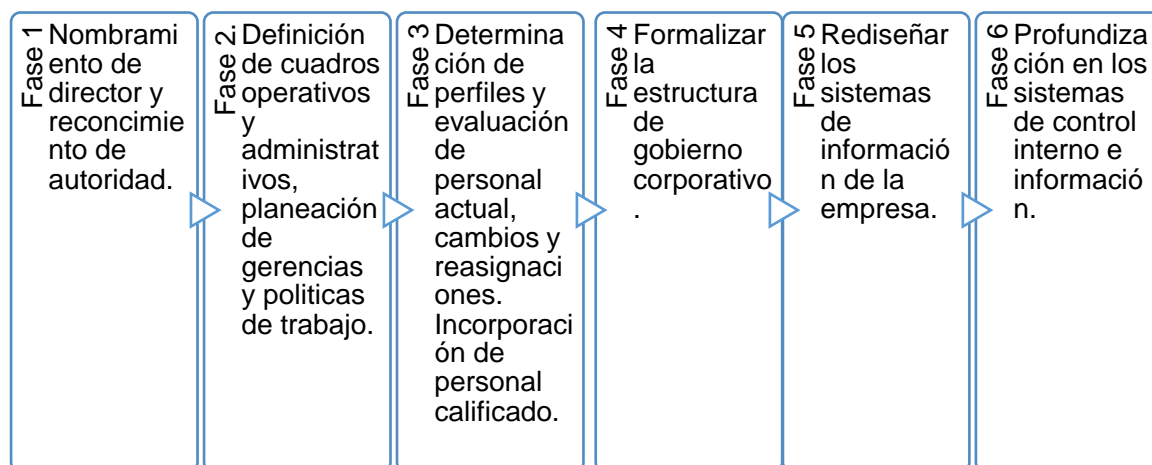 Fase 1
Nombrami
ento de
director y
reconcimie
nto de
autoridad.
Fase 2.
Definición
de cuadros
operativos
y
administrat
ivos,
planeación
de
gerencias
y politicas
de trabajo.
Fase 3
Determina
ción de
perfiles y
evaluación
de
personal
actual,
cambios y
reasignaci
ones.
Incorporaci
ón de
personal
calificado.
Fase 4
Formalizar
la
estructura
de
gobierno
corporativo
.
Fase 5
Rediseñar
los
sistemas
de
informació
n de la
empresa.
Fase 6
Profundiza
ción en los
sistemas
de control
interno e
informació
n.